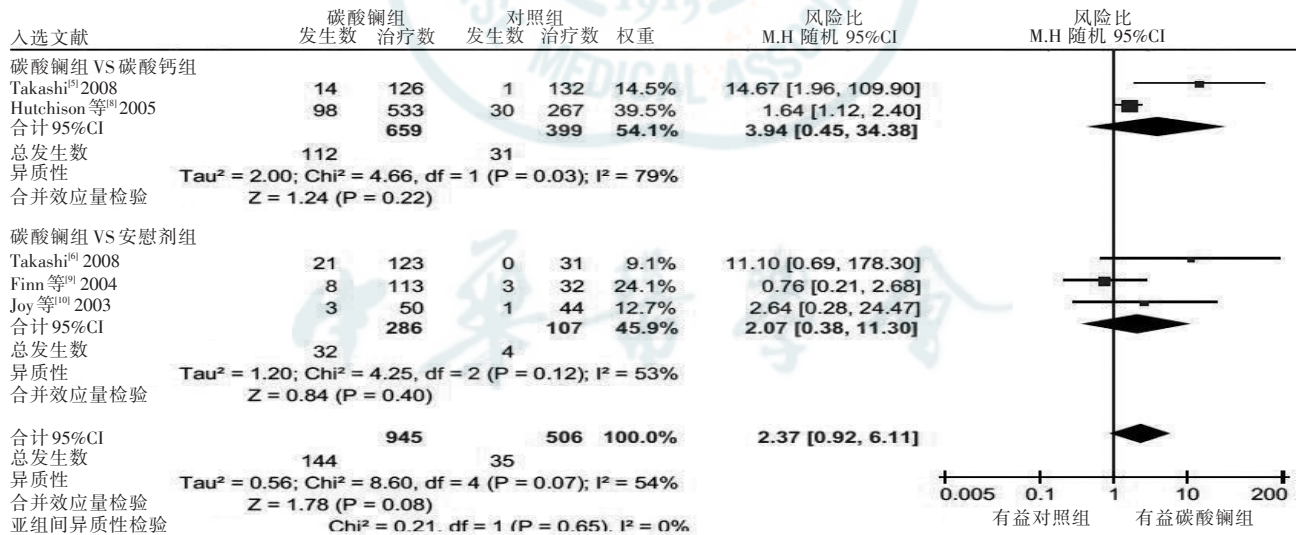 碳酸镧组 对照组 风险比 风险比
入选文献 发生数 治疗数 发生数 治疗数 权重 M.H 随机 95%CI M.H 随机 95%CI
碳酸镧组 VS 碳酸钙组
Takashi[5] 2008 14 126 1 132 14.5% 14.67 [1.96, 109.90]
Hutchison 等[8] 2005 98 533 30 267 39.5% 1.64 [1.12, 2.40]
合计 95%CI 659 399 54.1% 3.94 [0.45, 34.38]
总发生数 112 31
异质性 Tau² = 2.00; Chi² = 4.66, df = 1 (P = 0.03); I² = 79%
合并效应量检验 Z = 1.24 (P = 0.22)
碳酸镧组 VS 安慰剂组
Takashi[6] 2008 21 123 0 31 9.1% 11.10 [0.69, 178.30]
Finn 等[9] 2004 8 113 3 32 24.1% 0.76 [0.21, 2.68]
Joy 等[10] 2003 3 50 1 44 12.7% 2.64 [0.28, 24.47]
合计 95%CI 286 107 45.9% 2.07 [0.38, 11.30]
总发生数 32 4
异质性 Tau² = 1.20; Chi² = 4.25, df = 2 (P = 0.12); I² = 53%
合并效应量检验 Z = 0.84 (P = 0.40)
合计 95%CI 945 506 100.0% 2.37 [0.92, 6.11]
总发生数 144 35
异质性 Tau² = 0.56; Chi² = 8.60, df = 4 (P = 0.07); I² = 54%
合并效应量检验 Z = 1.78 (P = 0.08)
亚组间异质性检验 Chi² = 0.21, df = 1 (P = 0.65), I² = 0%
0.005 0.1 1 10 200
有益对照组 有益碳酸镧组
1915
MEDICAL ASSO
中华医学会